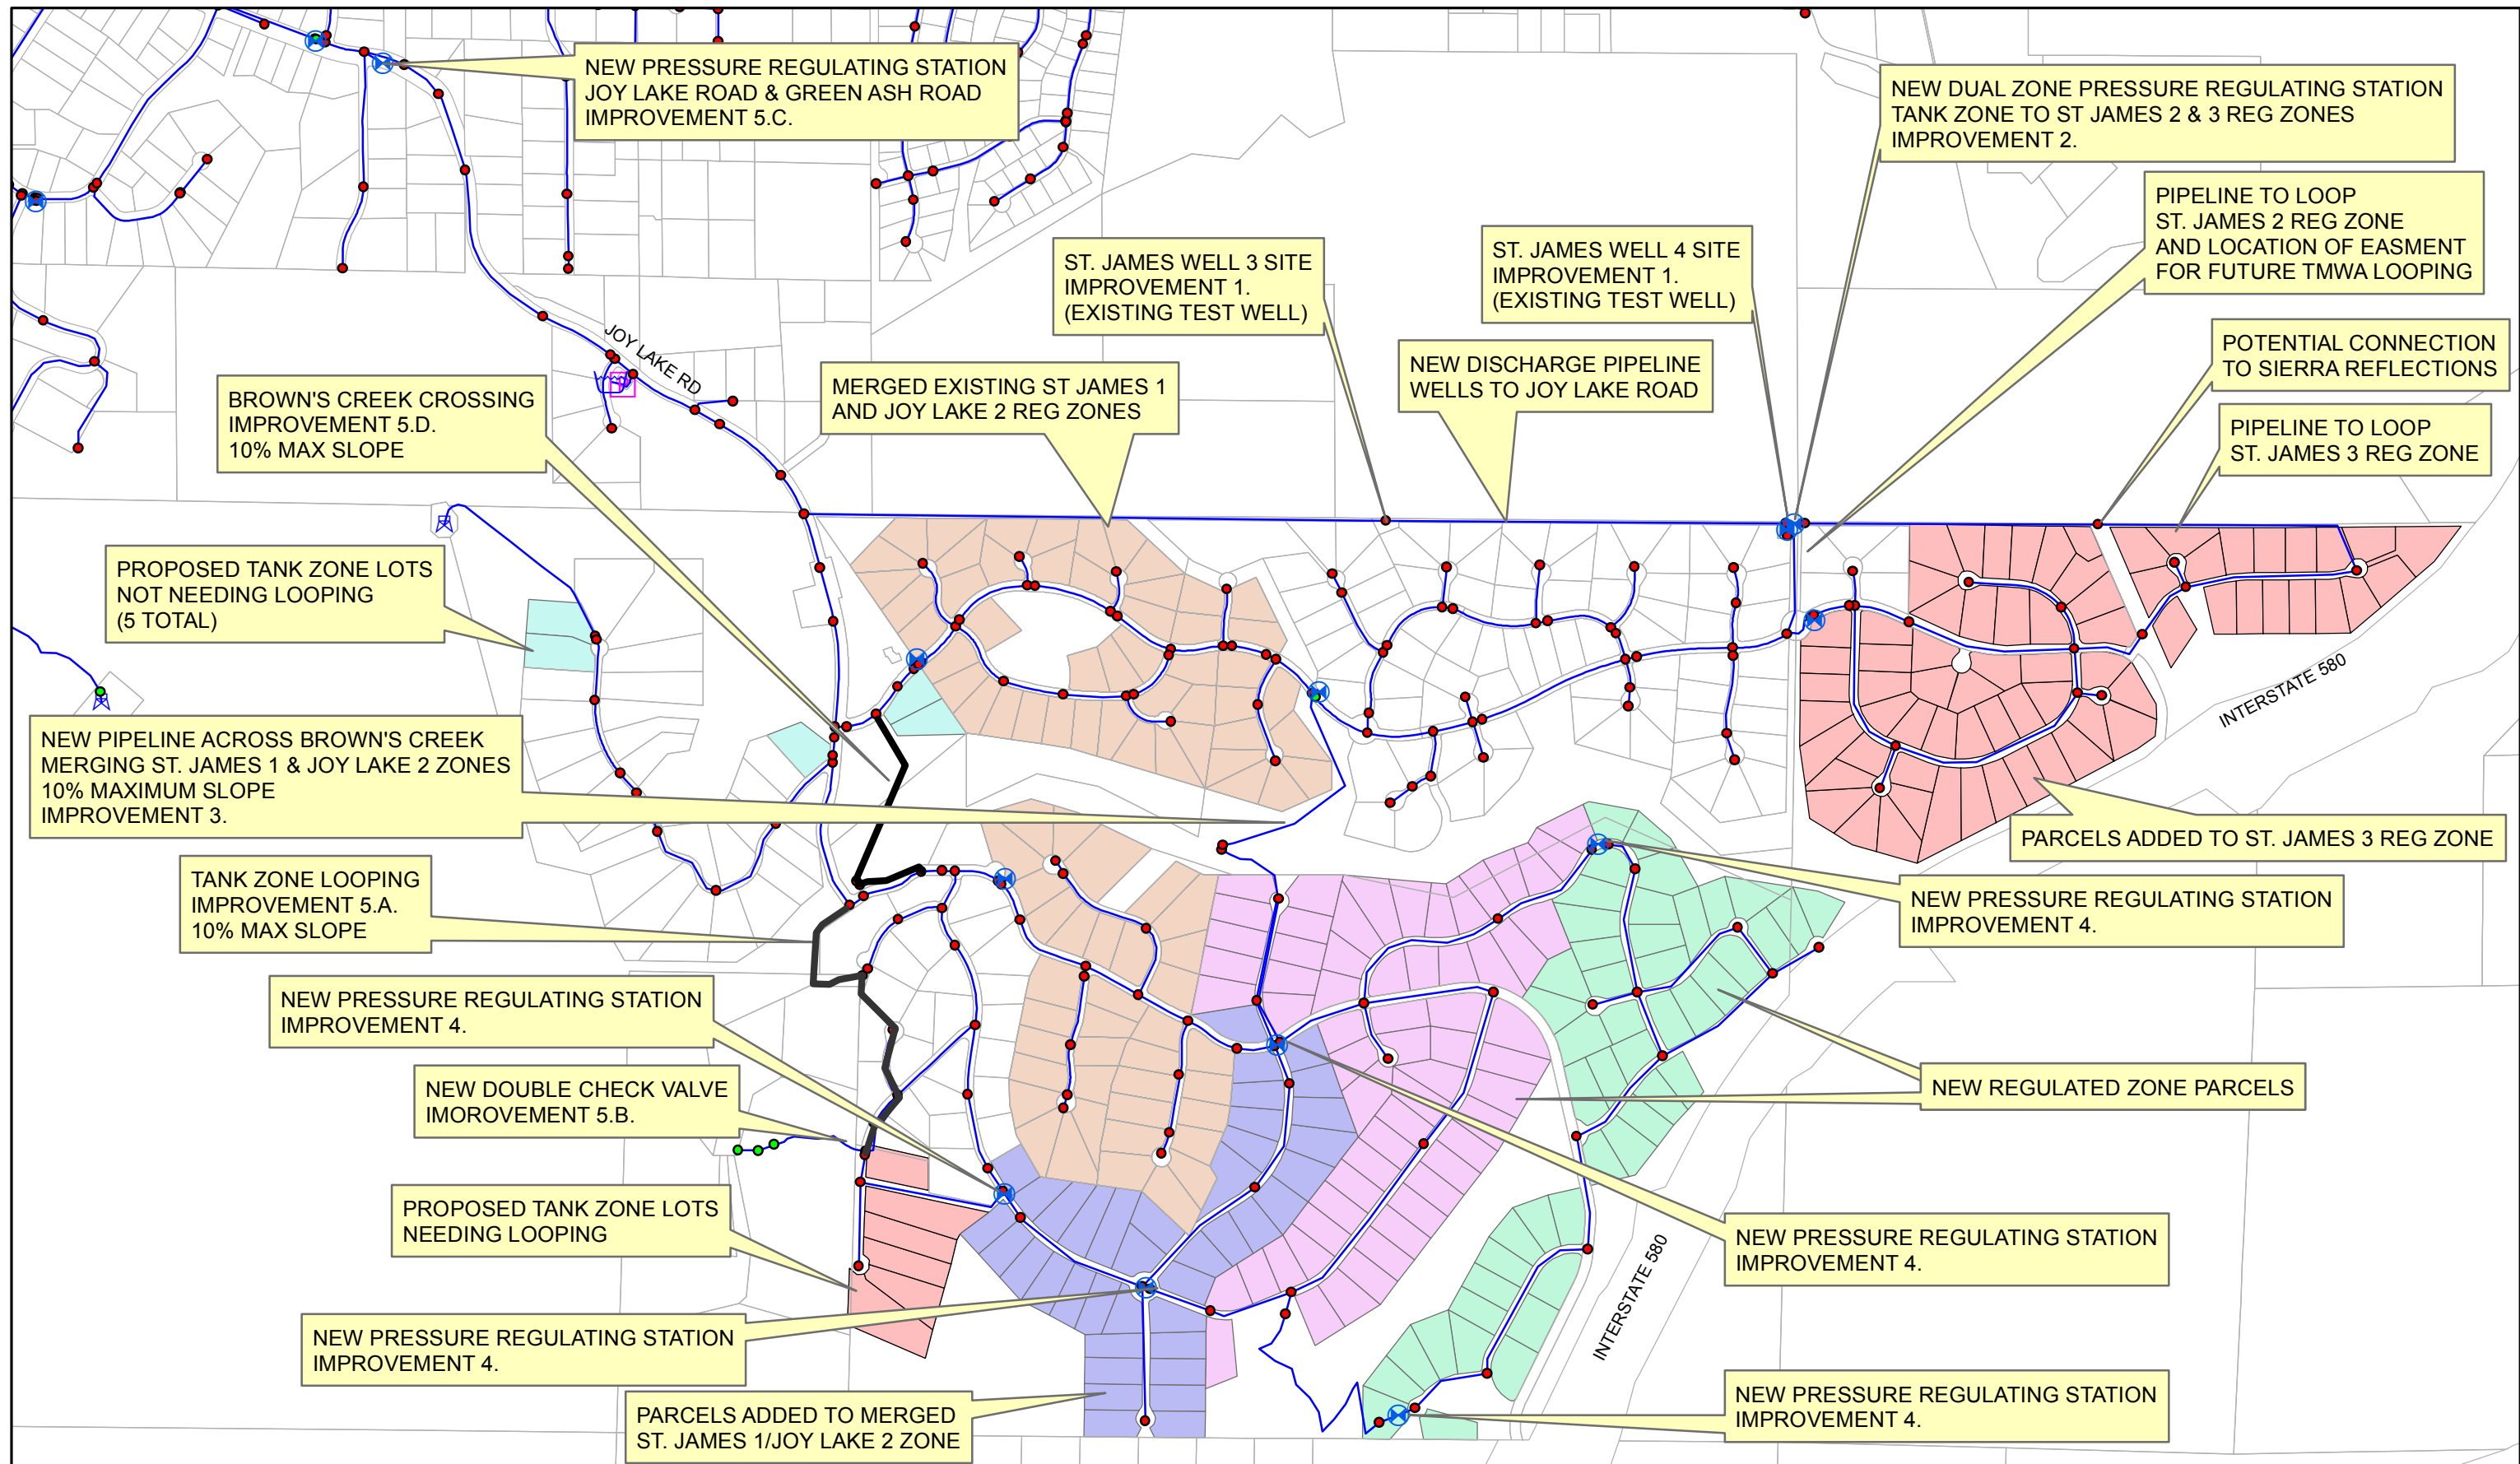 NEW PRESSURE REGULATING STATION
JOY LAKE ROAD & GREEN ASH ROAD
IMPROVEMENT 5.C.
NEW DUAL ZONE PRESSURE REGULATING STATION
TANK ZONE TO ST JAMES 2 & 3 REG ZONES
IMPROVEMENT 2.
PIPELINE TO LOOP
ST. JAMES 2 REG ZONE
AND LOCATION OF EASMENT
FOR FUTURE TMWA LOOPING
ST. JAMES WELL 3 SITE
IMPROVEMENT 1.
(EXISTING TEST WELL)
ST. JAMES WELL 4 SITE
IMPROVEMENT 1.
(EXISTING TEST WELL)
POTENTIAL CONNECTION
TO SIERRA REFLECTIONS
JOY LAKE RD
NEW DISCHARGE PIPELINE
WELLS TO JOY LAKE ROAD
MERGED EXISTING ST JAMES 1
AND JOY LAKE 2 REG ZONES
BROWN'S CREEK CROSSING
IMPROVEMENT 5.D.
10% MAX SLOPE
PIPELINE TO LOOP
ST. JAMES 3 REG ZONE
PROPOSED TANK ZONE LOTS
NOT NEEDING LOOPING
(5 TOTAL)
INTERSTATE 580
NEW PIPELINE ACROSS BROWN'S CREEK
MERGING ST. JAMES 1 & JOY LAKE 2 ZONES
10% MAXIMUM SLOPE
IMPROVEMENT 3.
PARCELS ADDED TO ST. JAMES 3 REG ZONE
TANK ZONE LOOPING
IMPROVEMENT 5.A.
10% MAX SLOPE
NEW PRESSURE REGULATING STATION
IMPROVEMENT 4.
NEW PRESSURE REGULATING STATION
IMPROVEMENT 4.
NEW DOUBLE CHECK VALVE
IMOROVEMENT 5.B.
NEW REGULATED ZONE PARCELS
PROPOSED TANK ZONE LOTS
NEEDING LOOPING
NEW PRESSURE REGULATING STATION
IMPROVEMENT 4.
INTERSTATE 580
NEW PRESSURE REGULATING STATION
IMPROVEMENT 4.
NEW PRESSURE REGULATING STATION
IMPROVEMENT 4.
PARCELS ADDED TO MERGED
ST. JAMES 1/JOY LAKE 2 ZONE